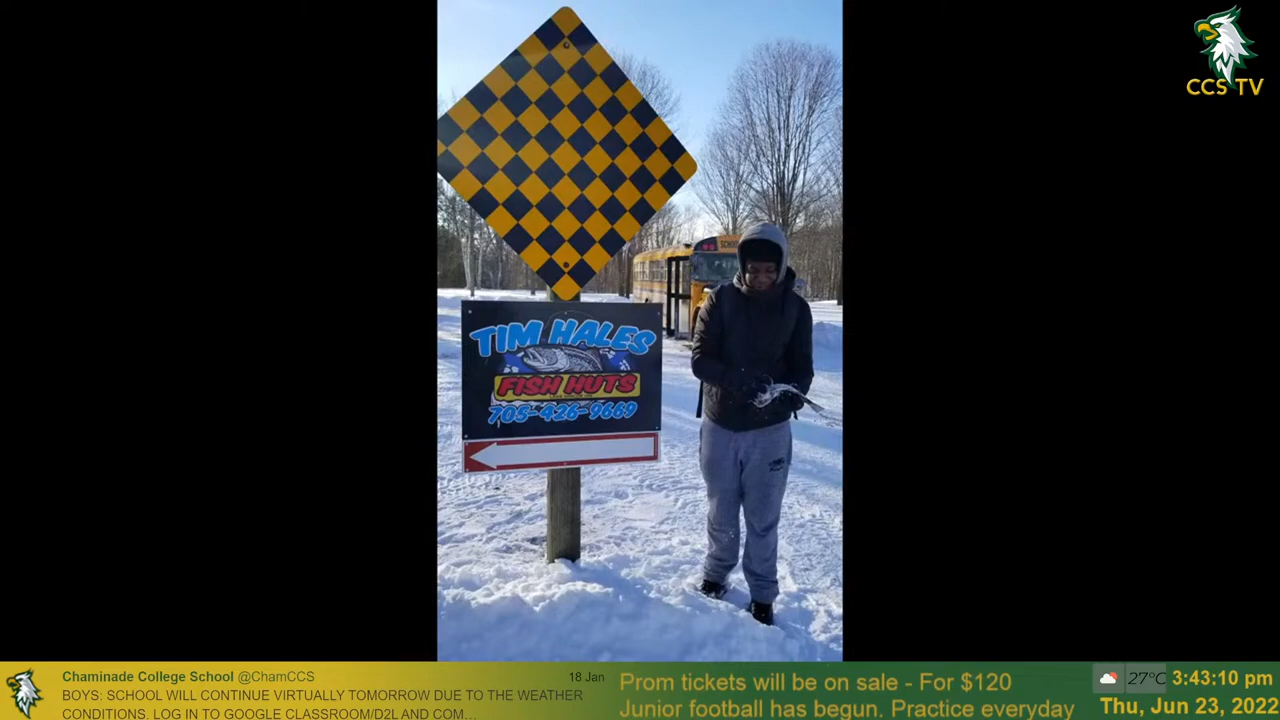 CCS TV
SCHOO
TIM HALES
FISH HUTS
705-426-9669
Chaminade College School @ChamCCS 18 Jan
BOYS: SCHOOL WILL CONTINUE VIRTUALLY TOMORROW DUE TO THE WEATHER
CONDITIONS. LOG IN TO GOOGLE CLASSROOM/D2L AND COM...
Prom tickets will be on sale - For $120
Junior football has begun. Practice everyday
27°C 3:43:10 pm
Thu, Jun 23, 2022